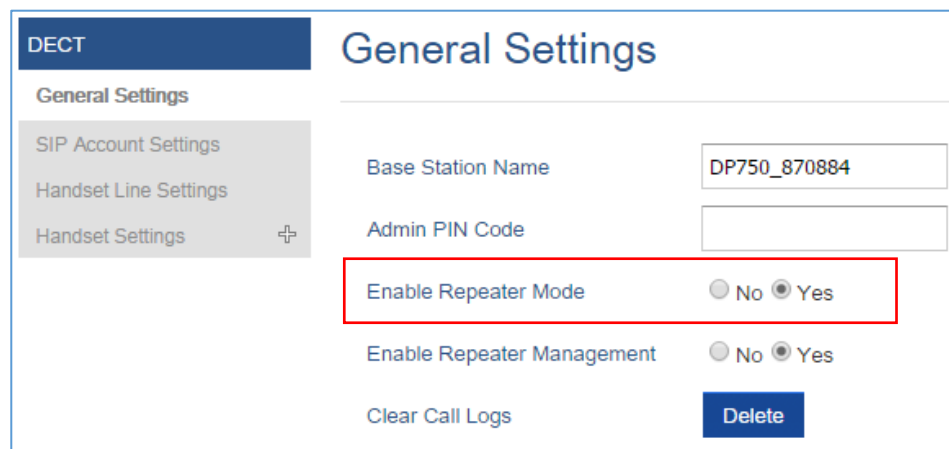 DECT
General Settings
SIP Account Settings
Handset Line Settings
Handset Settings
General Settings
Base Station Name DP750_870884
Admin PIN Code
Enable Repeater Mode No Yes
Enable Repeater Management No Yes
Clear Call Logs Delete